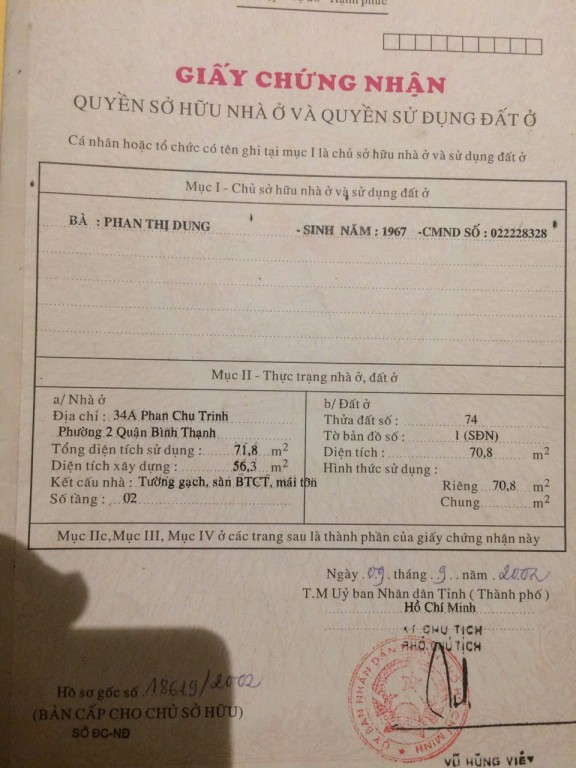 Hạnh phúc
GIẤY CHỨNG NHẬN
QUYỀN SỞ HỮU NHÀ Ở VÀ QUYỀN SỬ DỤNG ĐẤT Ở
Cá nhân hoặc tổ chức có tên ghi tại mục I là chủ sở hữu nhà ở và sử dụng đất ở
Mục I - Chủ sở hữu nhà ở và sử dụng đất ở
BÀ : PHAN THỊ DUNG - SINH NĂM : 1967 -CMND SỐ : 022228328
Mục II - Thực trạng nhà ở, đất ở
a/ Nhà ở
Địa chỉ : 34A Phan Chu Trinh
Phường 2 Quận Bình Thạnh
Tổng diện tích sử dụng : 71,8 m2
Diện tích xây dựng : 56,3 m2
Kết cấu nhà : Tường gạch, sàn BTCT, mái tôn
Số tầng : 02
b/ Đất ở
Thửa đất số : 74
Tờ bản đồ số : 1 (SĐN)
Diện tích : 70,8 m2
Hình thức sử dụng :
Riêng 70,8 m2
Chung m2
Mục IIc, Mục III, Mục IV ở các trang sau là thành phần của giấy chứng nhận này
Ngày 09 tháng 9 năm 2002
T.M Uỷ ban Nhân dân Tỉnh ( Thành phố )
Hồ Chí Minh
KT CHỦ TỊCH
PHÓ CHỦ TỊCH
Hồ sơ gốc số 18619/2002
(BẢN CẤP CHO CHỦ SỞ HỮU)
SỞ ĐC-NĐ
VŨ HÙNG VIỆT